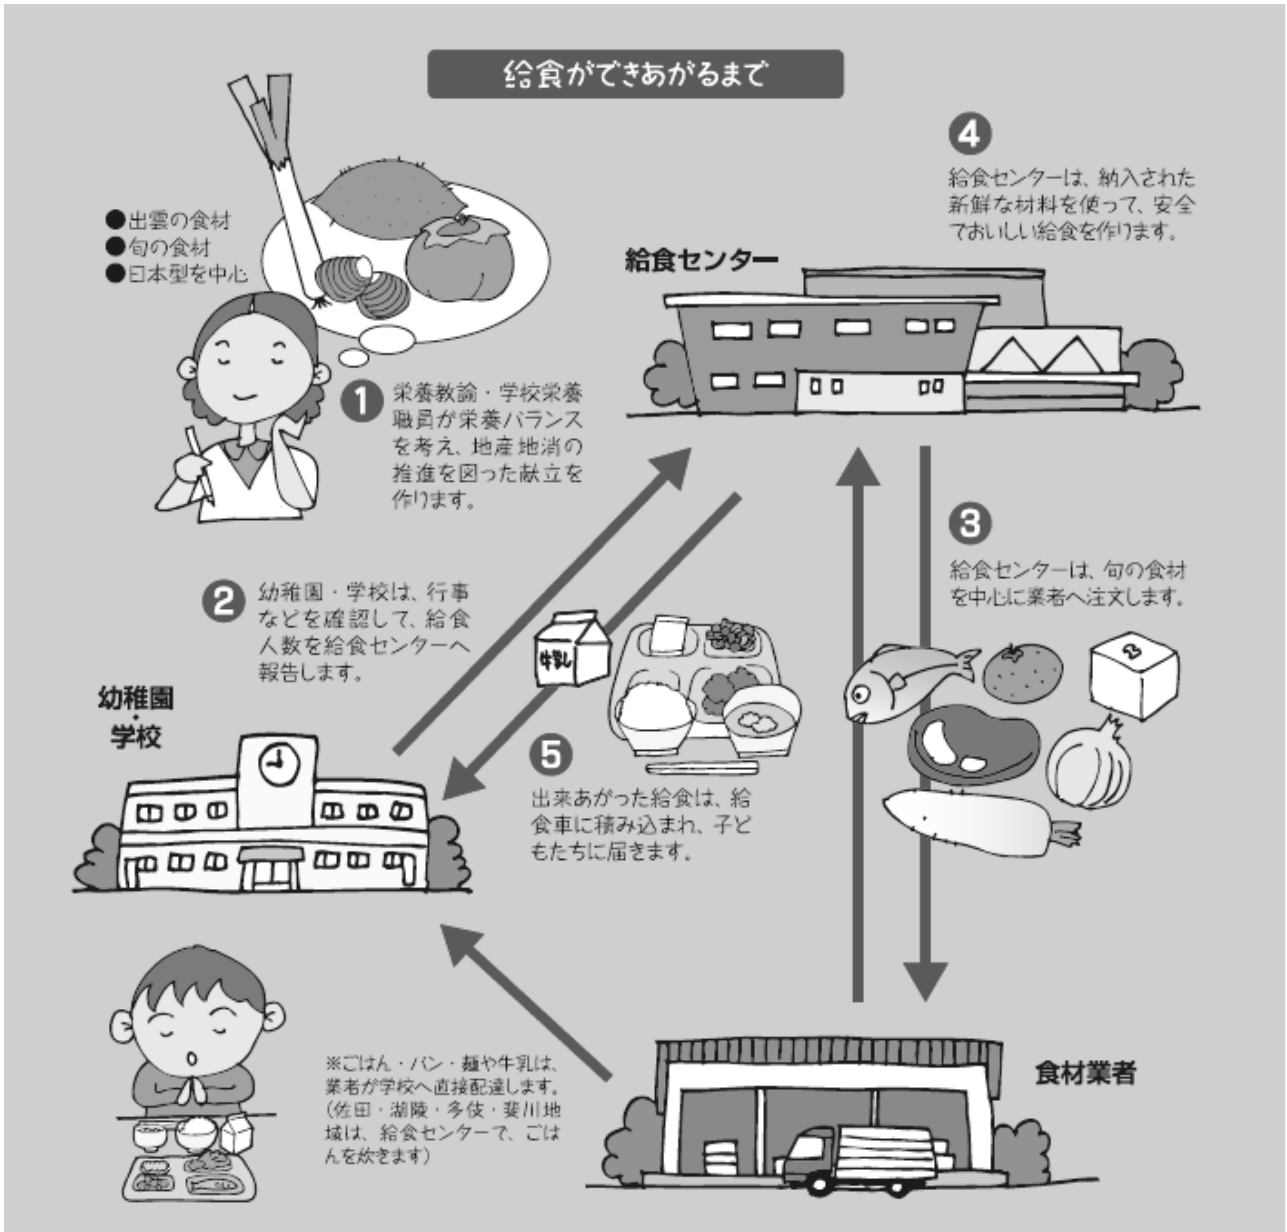 給食ができあがるまで
●出雲の食材
●旬の食材
●日本型を中心
1
栄養教諭・学校栄養
職員が栄養バランス
を考え、地産地消の
推進を図った献立を
作ります。
2
幼稚園・学校は、行事
などを確認して、給食
人数を給食センターへ
報告します。
幼稚園
・
学校
給食センター
4
給食センターは、納入された
新鮮な材料を使って、安全
でおいしい給食を作ります。
3
給食センターは、旬の食材
を中心に業者へ注文します。
牛乳
5
出来あがった給食は、給
食車に積み込まれ、子ど
もたちに届きます。
※ごはん・パン・麺や牛乳は、
業者が学校へ直接配達します。
(佐田・湖陵・多伎・斐川地
域は、給食センターで、ごは
んを炊きます)
食材業者